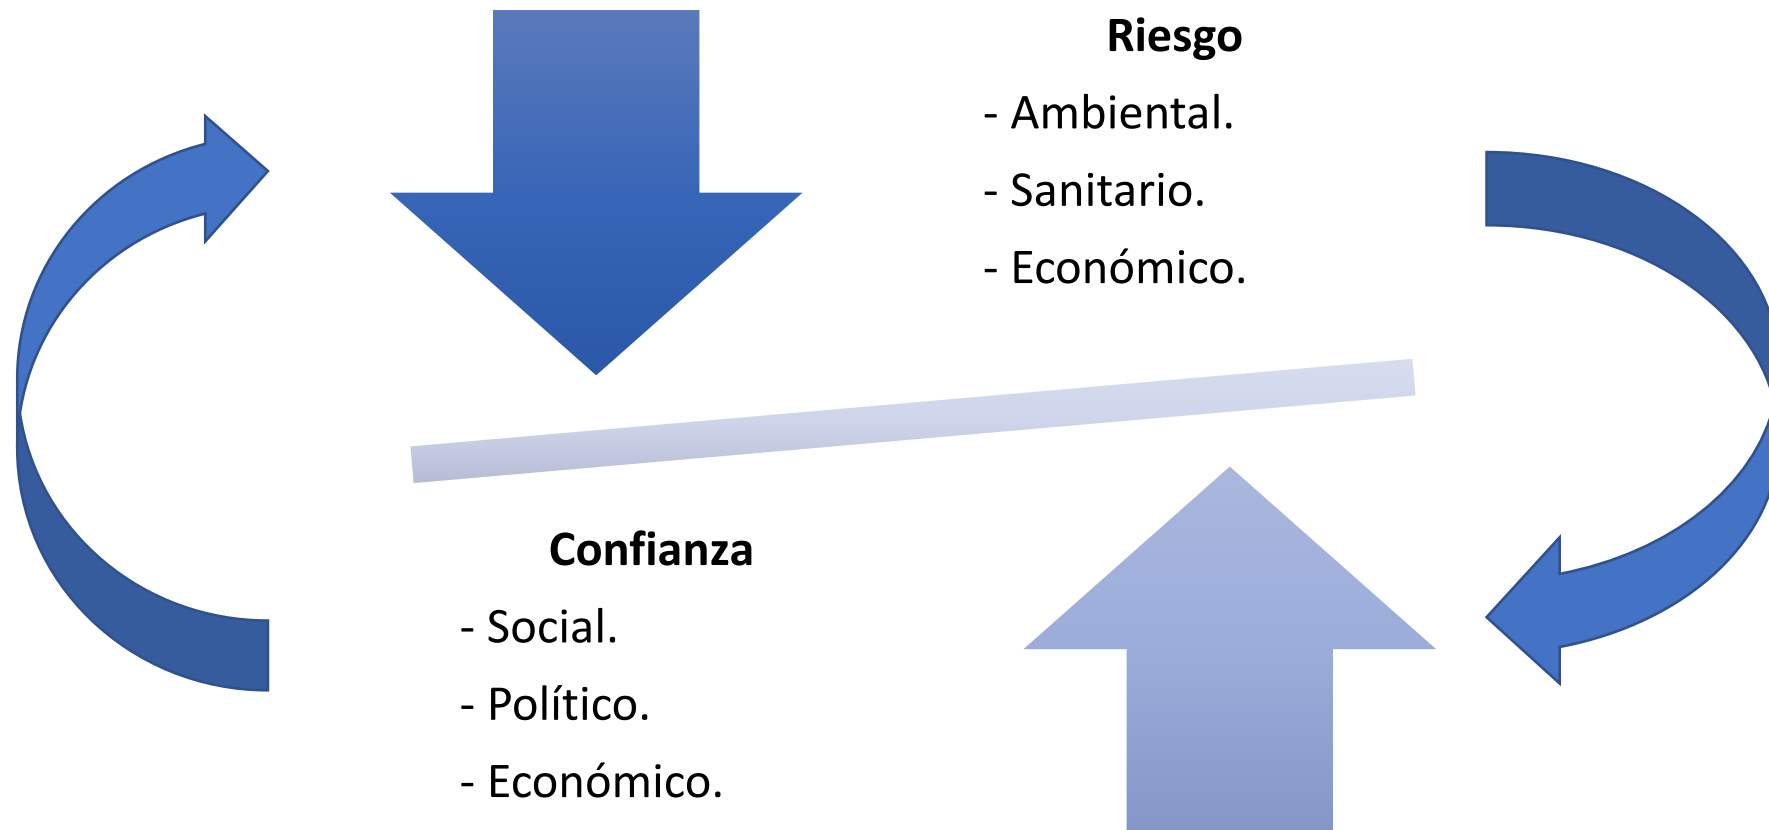 Riesgo
- Ambiental.
- Sanitario.
- Económico.
Confianza
- Social.
- Político.
- Económico.